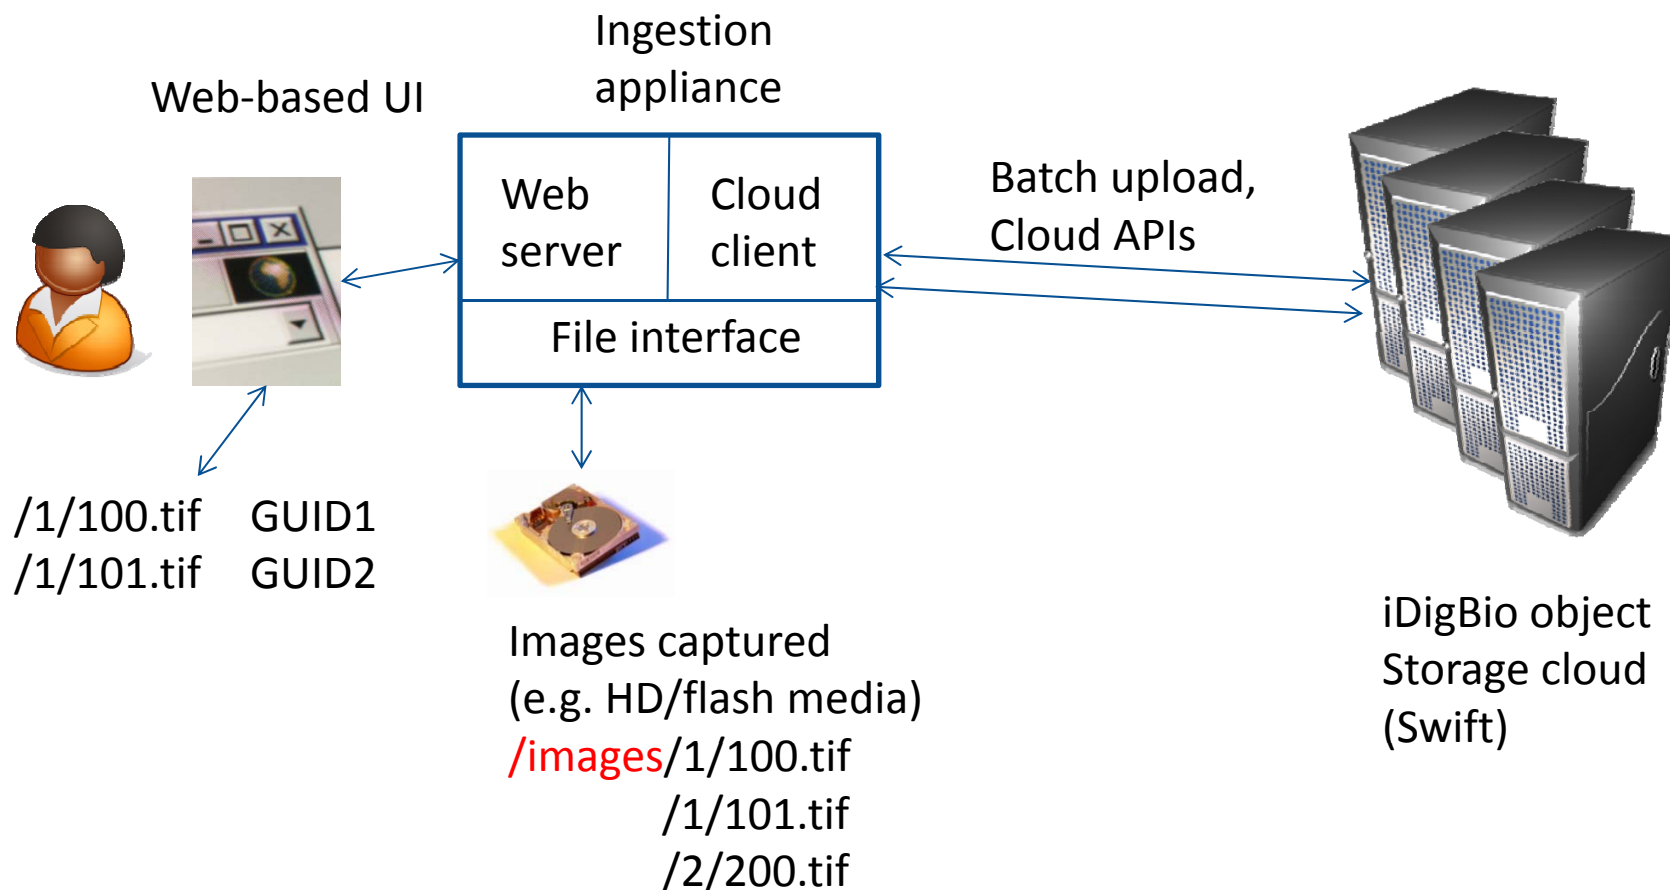 Ingestion
appliance
Web-based UI
Web
server
Cloud
client
File interface
Batch upload,
Cloud APIs
/1/100.tif GUID1
/1/101.tif GUID2
Images captured
(e.g. HD/flash media)
/images/1/100.tif
/1/101.tif
/2/200.tif
iDigBio object
Storage cloud
(Swift)